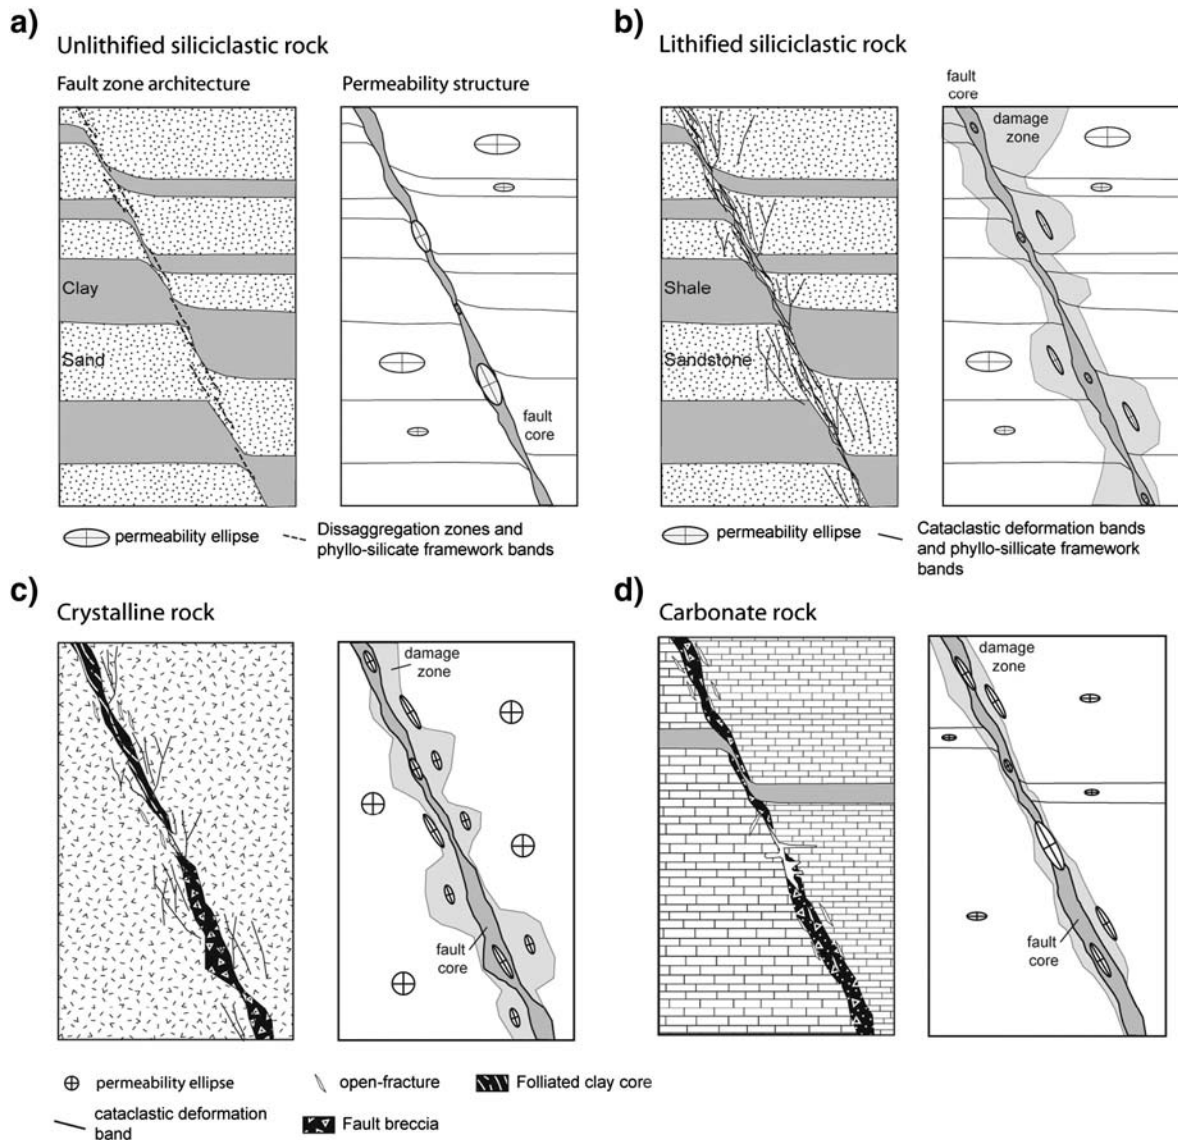 a)
Unlithified siliciclastic rock
Fault zone architecture
Permeability structure
Clay
Sand
fault
core
permeability ellipse
Dissaggregation zones and
phyllo-silicate framework bands
b)
Lithified siliciclastic rock
fault
core
damage
zone
Shale
Sandstone
permeability ellipse
Cataclastic deformation bands
and phyllo-sillicate framework
bands
c)
Crystalline rock
damage
zone
fault
core
d)
Carbonate rock
damage
zone
fault
core
permeability ellipse
open-fracture
Folliated clay core
cataclastic deformation
band
Fault breccia